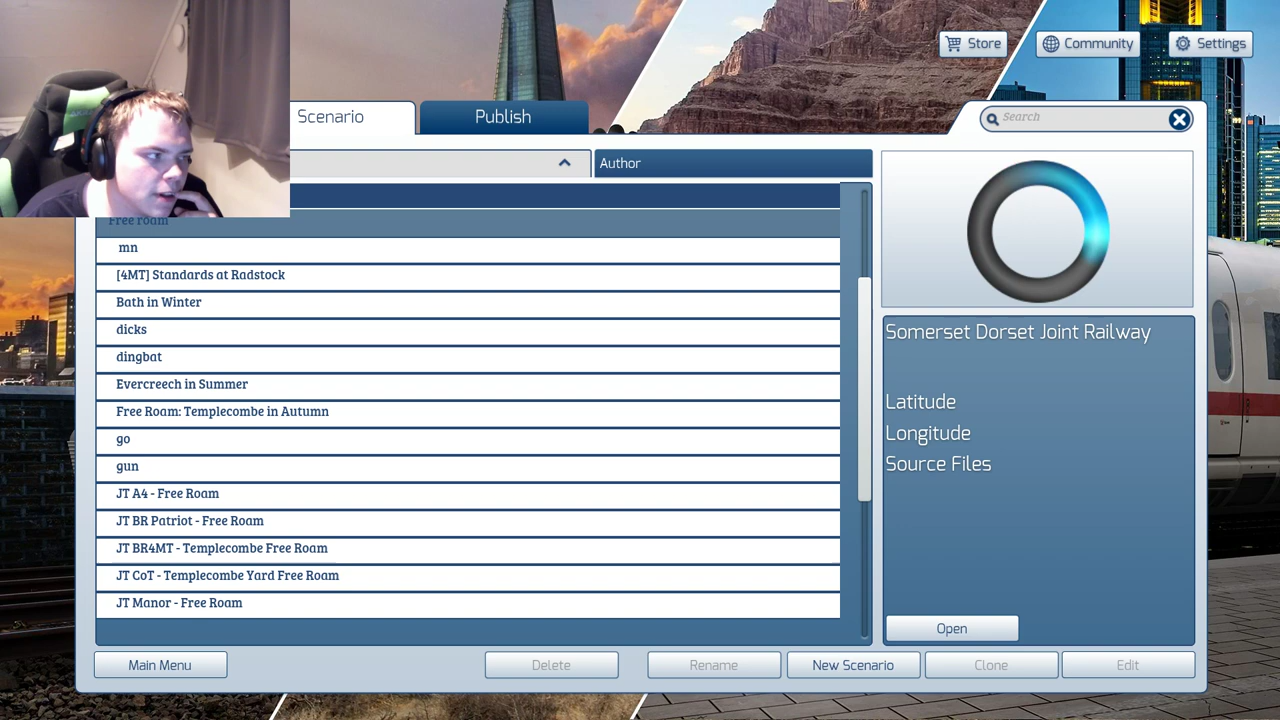 Store
Community
Settings
Scenario
Publish
Search
Author
Free roam
mn
[4MT] Standards at Radstock
Bath in Winter
dicks
dingbat
Evercreech in Summer
Free Roam: Templecombe in Autumn
go
gun
JT A4 - Free Roam
JT BR Patriot - Free Roam
JT BR4MT - Templecombe Free Roam
JT CoT - Templecombe Yard Free Roam
JT Manor - Free Roam
Somerset Dorset Joint Railway
Latitude
Longitude
Source Files
Open
Main Menu
Delete
Rename
New Scenario
Clone
Edit